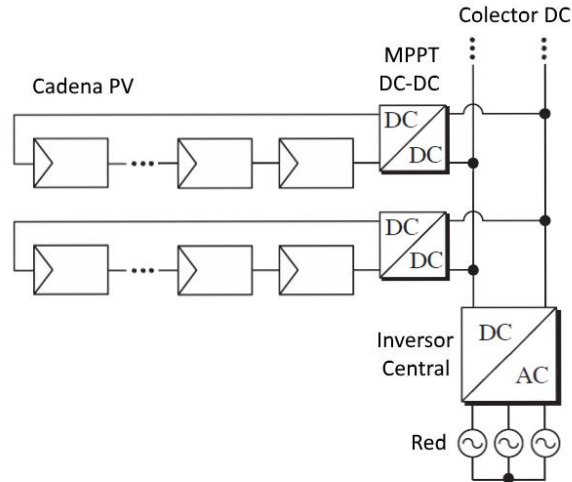 Colector DC
MPPT
DC-DC
Cadena PV
DC
DC
DC
DC
Inversor
Central
DC
AC
Red